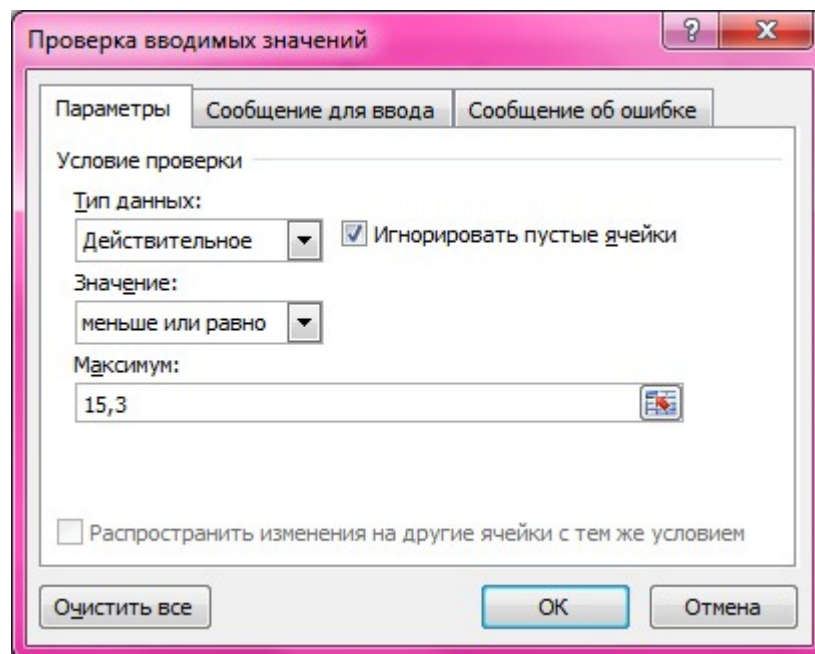 Проверка вводимых значений
Параметры Сообщение для ввода Сообщение об ошибке
Условие проверки
Тип данных:
Действительное Игнорировать пустые ячейки
Значение:
меньше или равно
Максимум:
15,3
Распространить изменения на другие ячейки с тем же условием
Очистить все ОК Отмена